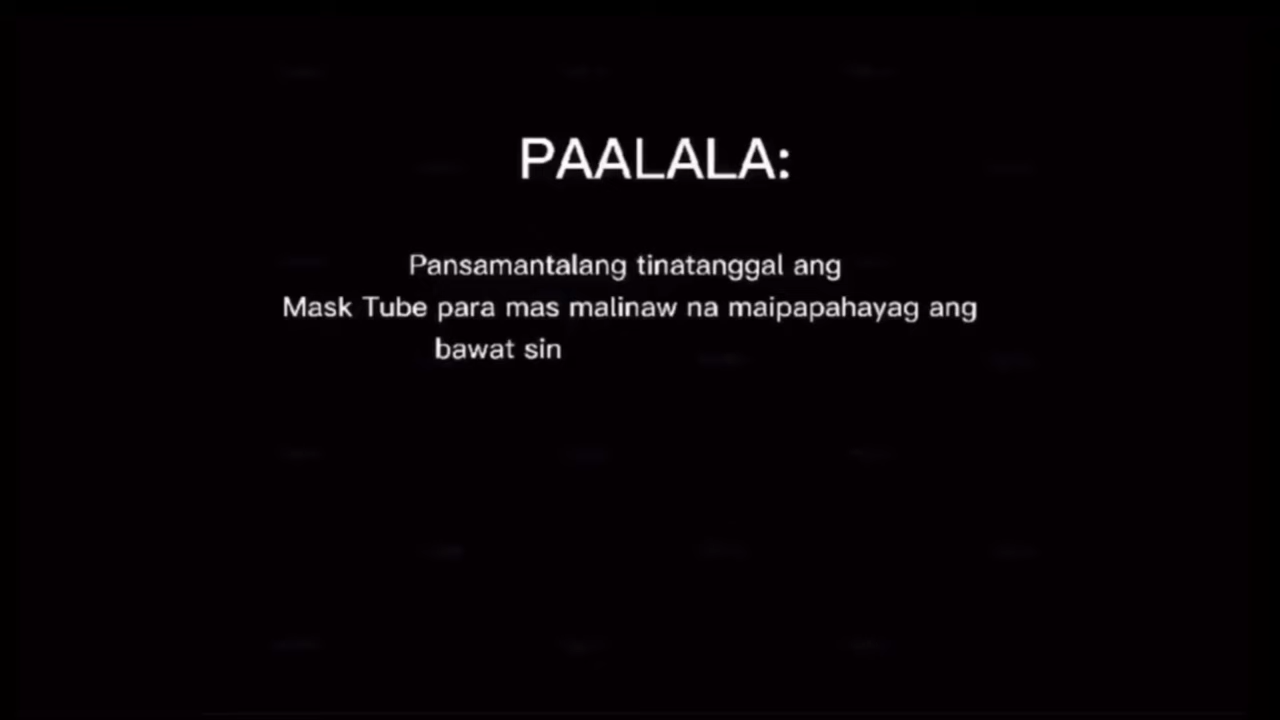 PAALALA:
Pansamantalang tinatanggal ang
Mask Tube para mas malinaw na maipapahayag ang
bawat sin